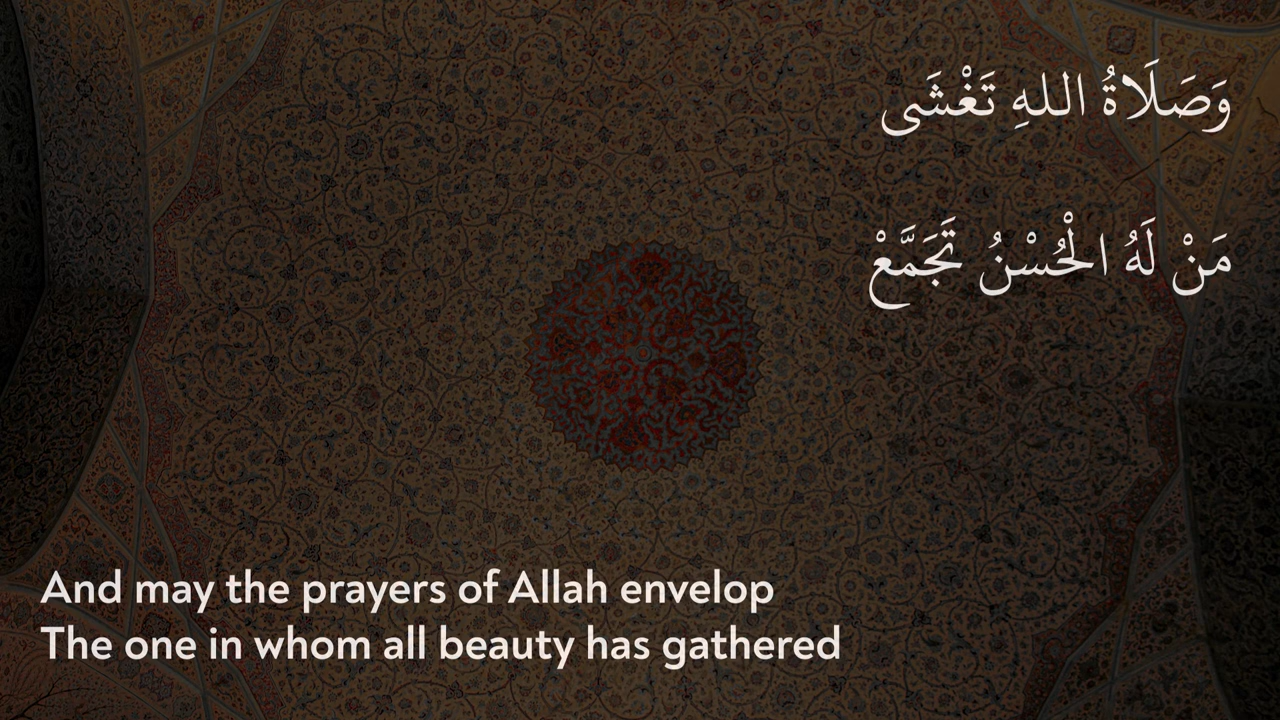 وَصَلَاةُ اللهِ تَغْشَى
مَنْ لَهُ الْحُسْنُ تَجَمَّعْ
And may the prayers of Allah envelop
The one in whom all beauty has gathered